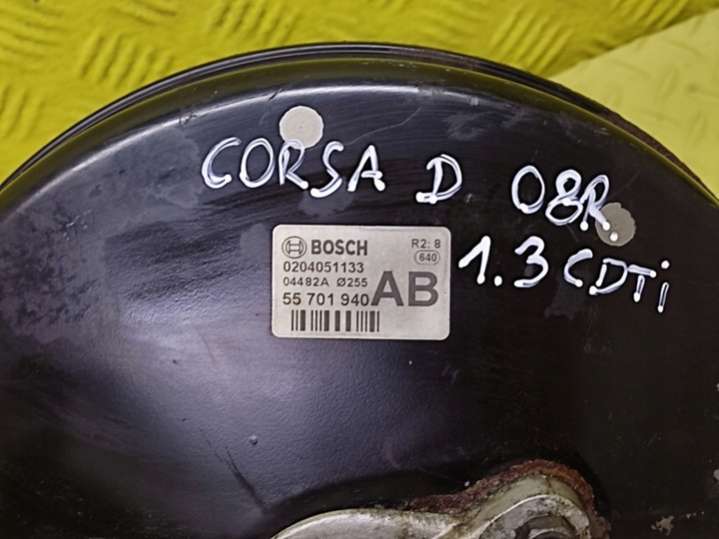 CORSA D 08R.
1.3 CDTi
BOSCH R2: 8
0204051133 640
04482A Ø255
55 701 940 AB